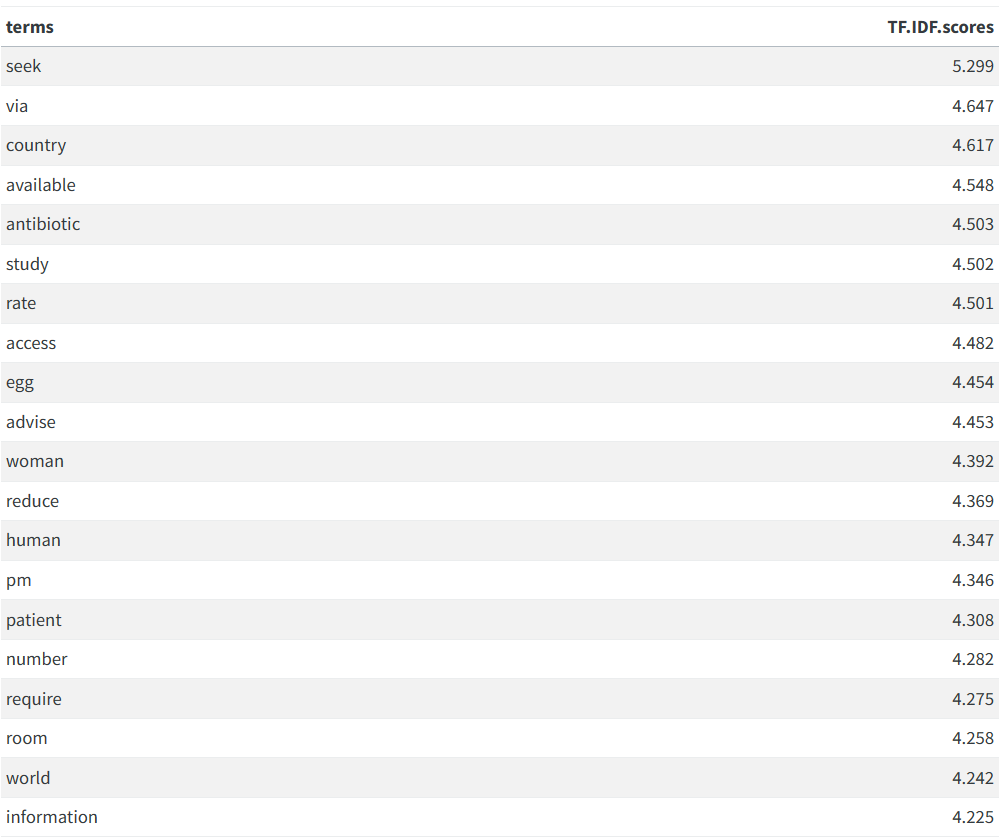 terms TF.IDF.scores
seek 5.299
via 4.647
country 4.617
available 4.548
antibiotic 4.503
study 4.502
rate 4.501
access 4.482
egg 4.454
advise 4.453
woman 4.392
reduce 4.369
human 4.347
pm 4.346
patient 4.308
number 4.282
require 4.275
room 4.258
world 4.242
information 4.225